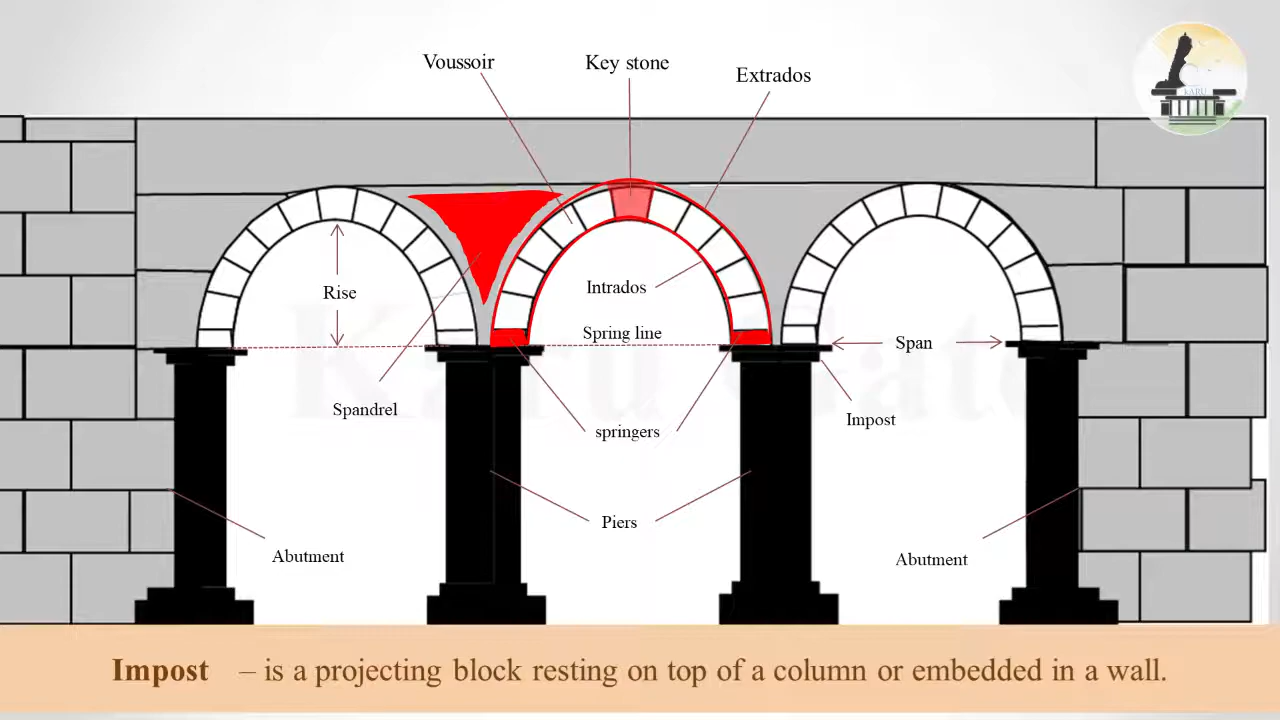 Voussoir
Key stone
Extrados
KARU
Rise
Intrados
Spring line
Span
Spandrel
Impost
springers
Piers
Abutment
Abutment
Impost – is a projecting block resting on top of a column or embedded in a wall.